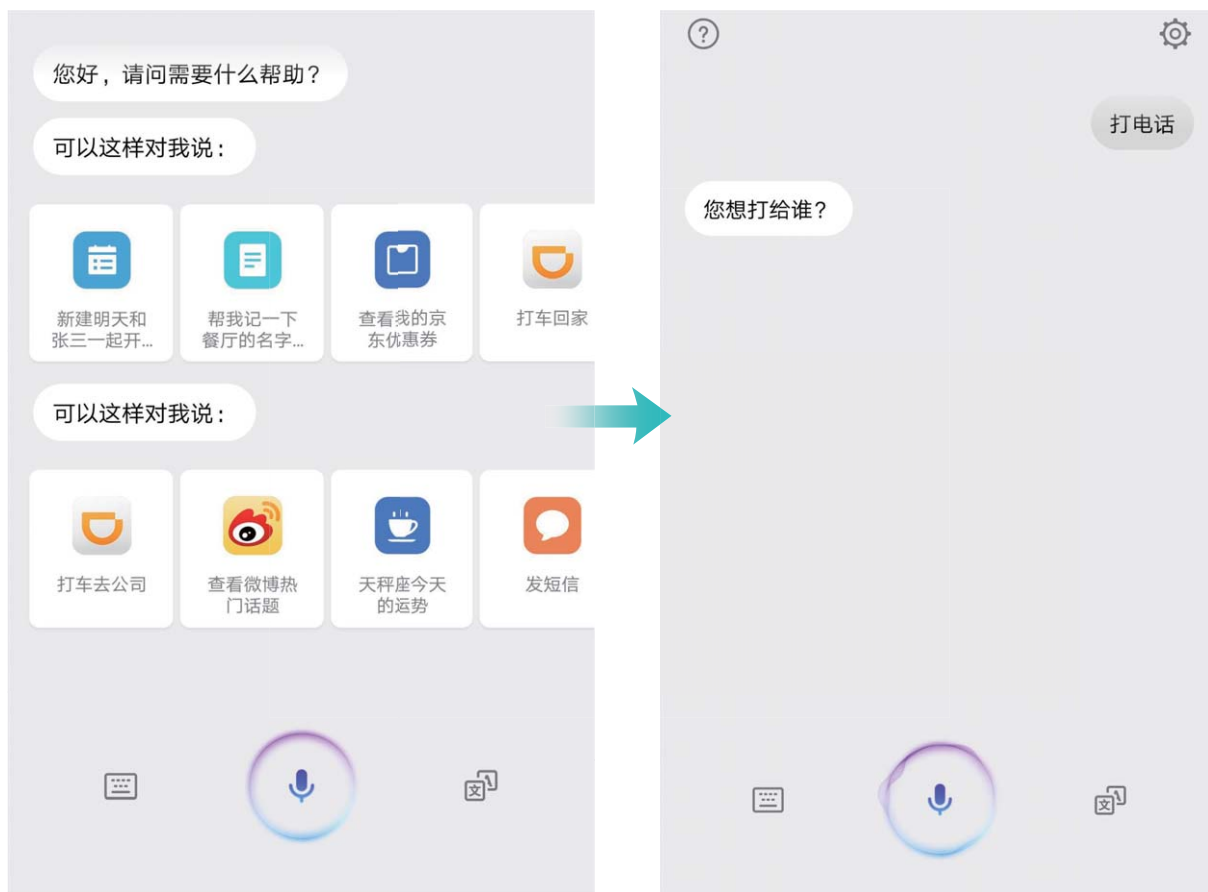 您好，请问需要什么帮助？
可以这样对我说：
新建明天和
张三一起开...
帮我记一下
餐厅的名字...
查看我的京
东优惠券
打车回家
可以这样对我说：
打车去公司
查看微博热
门话题
天秤座今天
的运势
发短信
文
?
打电话
您想打给谁？
文